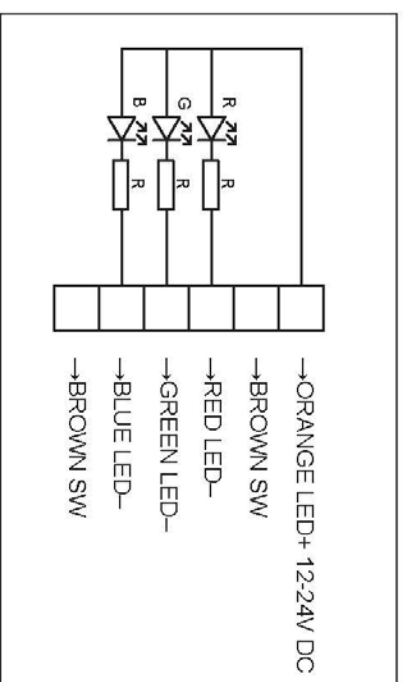 →ORANGE LED+ 12-24V DC
→BROWN SW
R R
→RED LED–
G R
→GREEN LED–
B R
→BLUE LED–
→BROWN SW